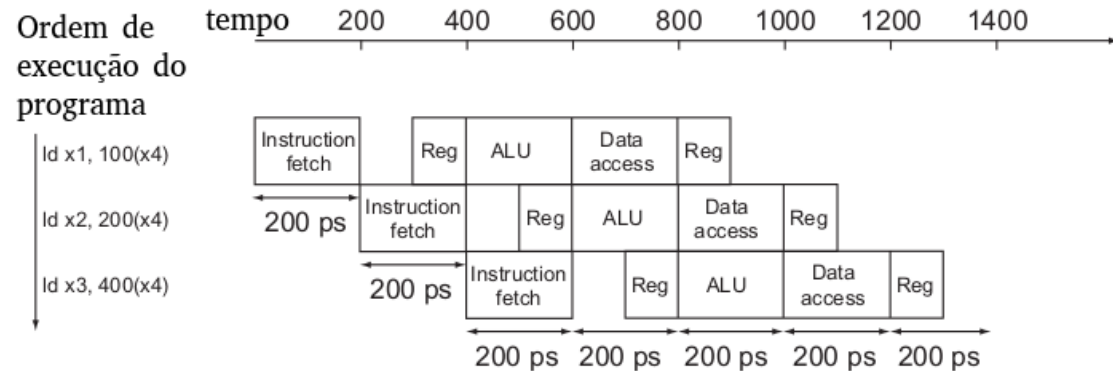 Ordem de
execução do
programa
tempo 200 400 600 800 1000 1200 1400
ld x1, 100(x4)
Instruction
fetch
Reg
ALU
Data
access
Reg
200 ps
ld x2, 200(x4)
Instruction
fetch
Reg
ALU
Data
access
Reg
200 ps
ld x3, 400(x4)
Instruction
fetch
Reg
ALU
Data
access
Reg
200 ps 200 ps 200 ps 200 ps 200 ps